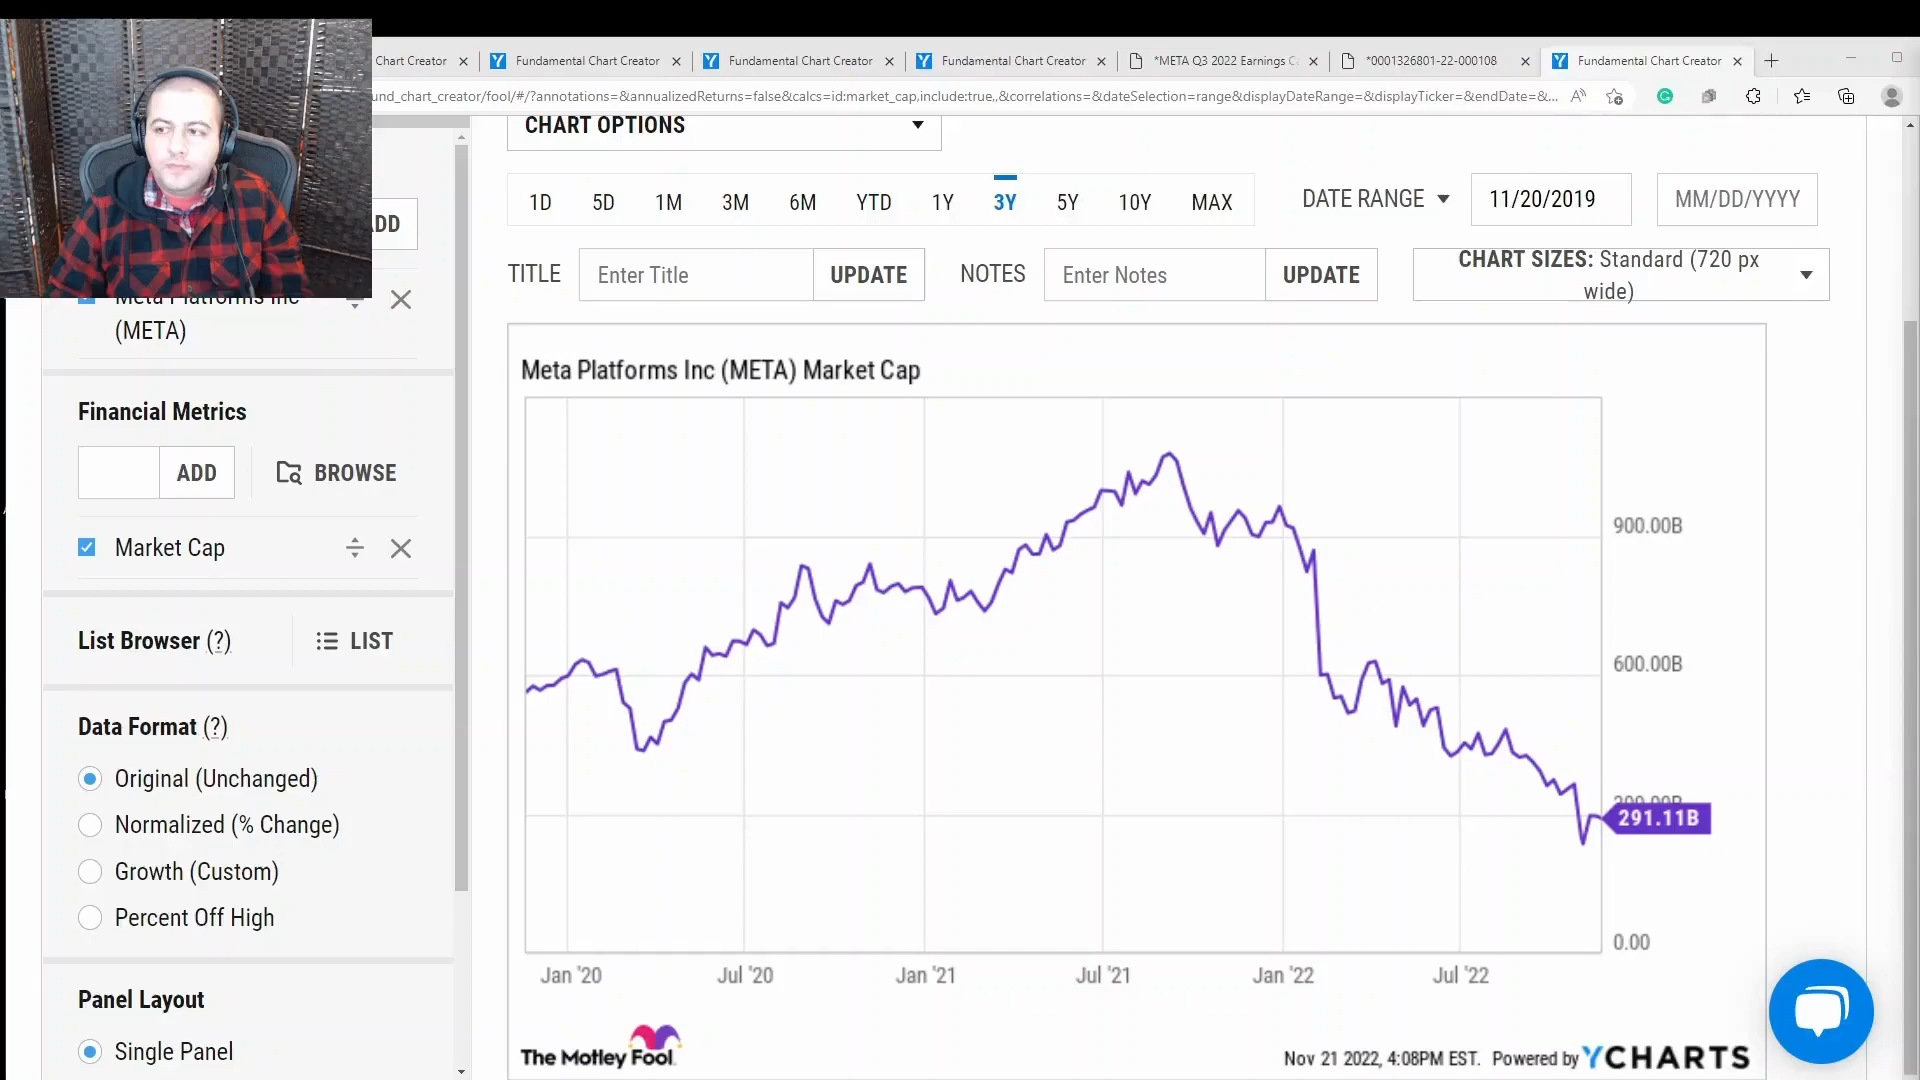 Chart Creator
Fundamental Chart Creator
Fundamental Chart Creator
Fundamental Chart Creator
*META Q3 2022 Earnings C
*0001326801-22-000108
Fundamental Chart Creator
und_chart_creator/fool/#/?annotations=&annualizedReturns=false&calcs=id:market_cap,include:true,,&correlations=&dateSelection=range&displayDateRange=&displayTicker=&endDate=&...
CHART OPTIONS
1D 5D 1M 3M 6M YTD 1Y 3Y 5Y 10Y MAX
DATE RANGE
11/20/2019
MM/DD/YYYY
TITLE
Enter Title
UPDATE
NOTES
Enter Notes
UPDATE
CHART SIZES: Standard (720 px
wide)
Meta Platforms Inc
(META)
Financial Metrics
ADD
BROWSE
Market Cap
List Browser (?)
LIST
Data Format (?)
Original (Unchanged)
Normalized (% Change)
Growth (Custom)
Percent Off High
Panel Layout
Single Panel
Meta Platforms Inc (META) Market Cap
900.00B
600.00B
291.11B
0.00
Jan '20
Jul '20
Jan '21
Jul '21
Jan '22
Jul '22
The Motley Fool
Nov 21 2022, 4:08PM EST. Powered by YCHARTS